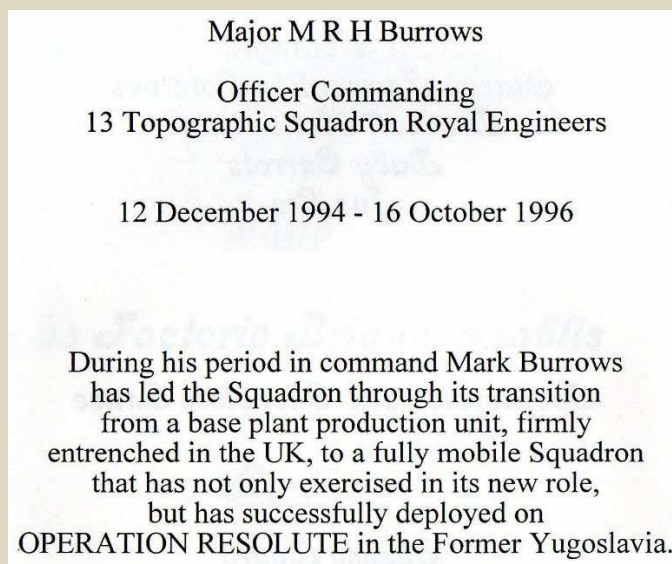 Major M R H Burrows
Officer Commanding
13 Topographic Squadron Royal Engineers
12 December 1994 - 16 October 1996
During his period in command Mark Burrows
has led the Squadron through its transition
from a base plant production unit, firmly
entrenched in the UK, to a fully mobile Squadron
that has not only exercised in its new role,
but has successfully deployed on
OPERATION RESOLUTE in the Former Yugoslavia.